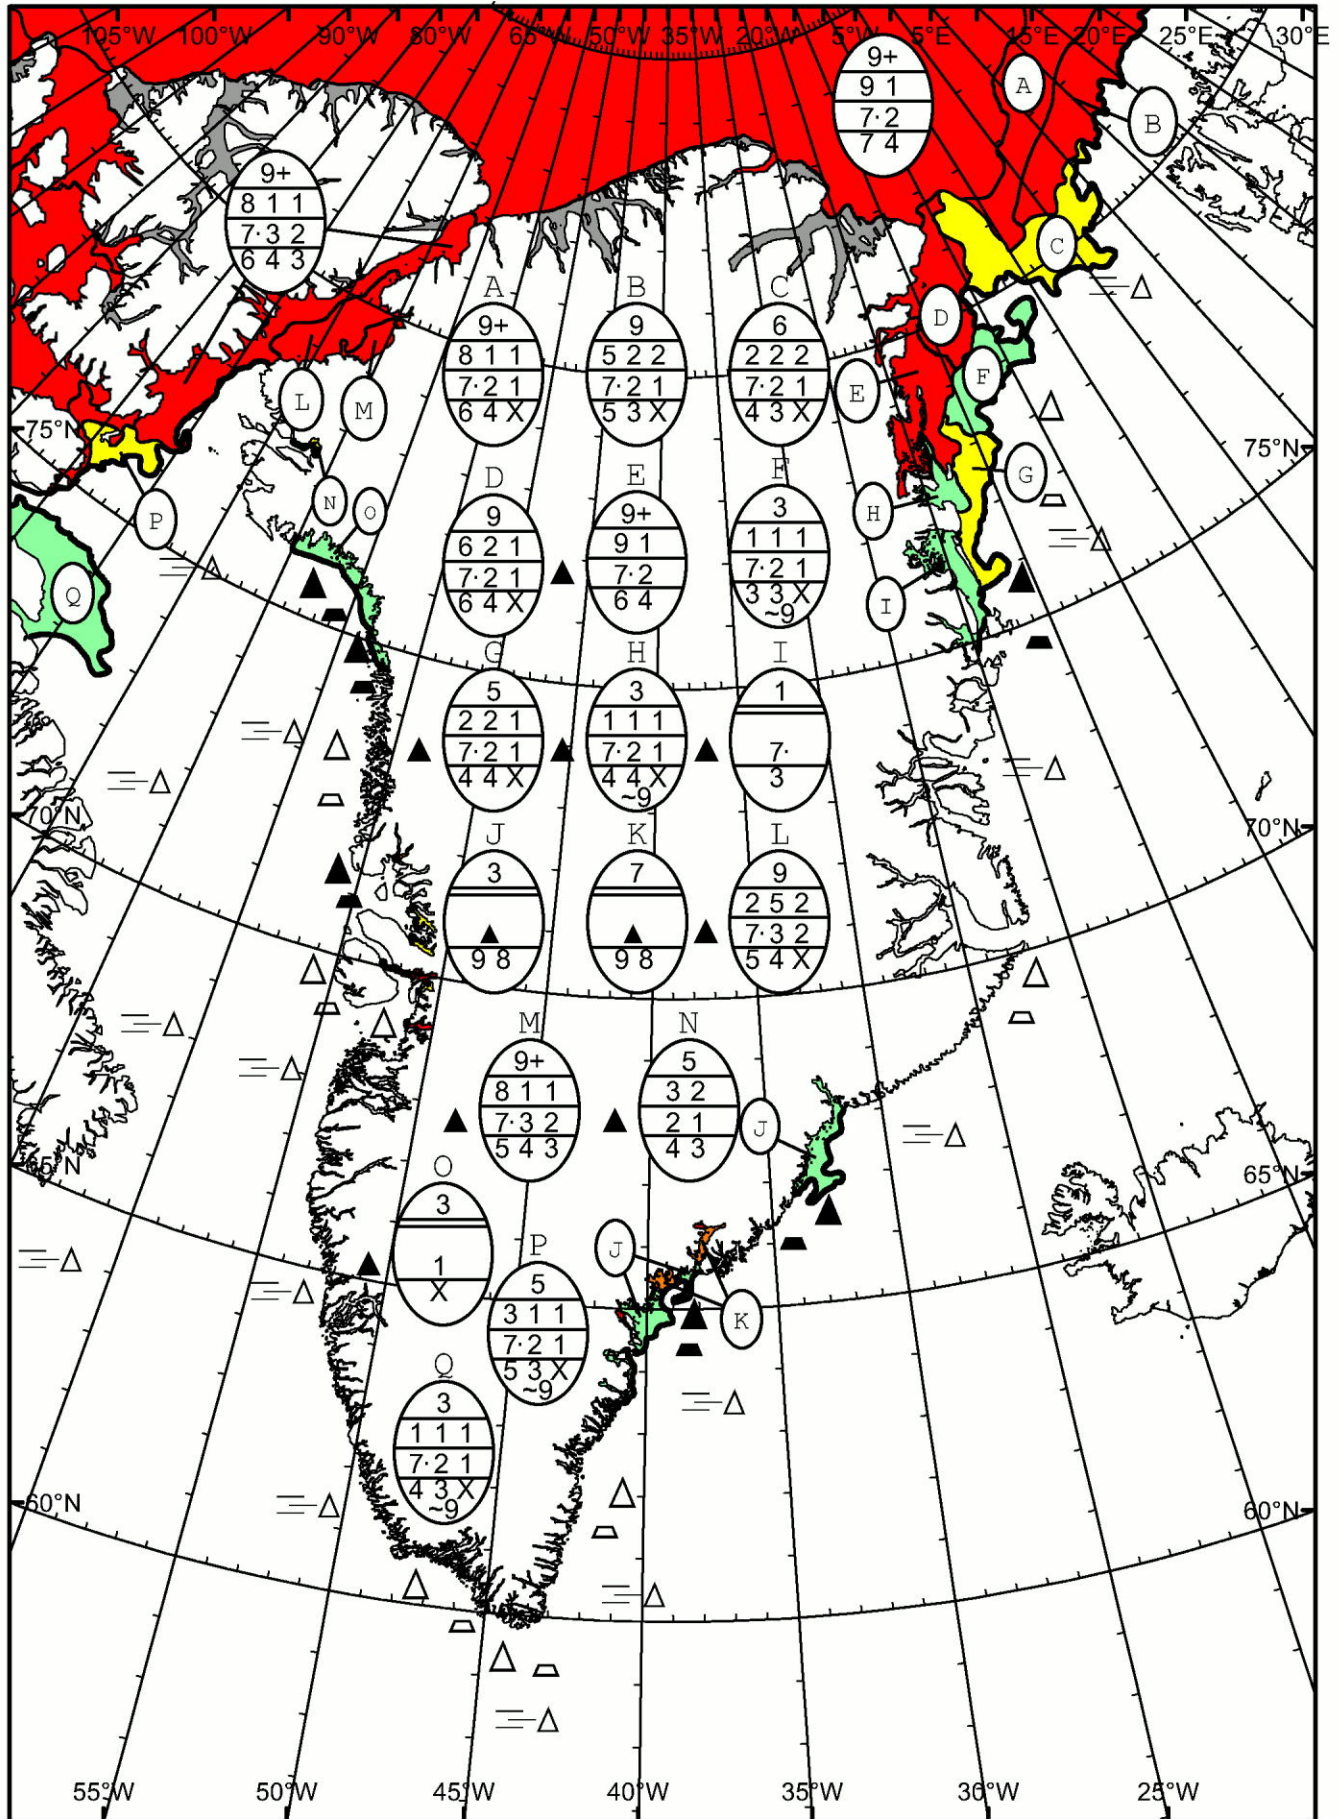 105°W 100°W 90°W 80°W 65°W 50°W 35°W 20°W 5°W 5°E 15°E 20°E 25°E 30°E
9+
9 1
7· 2
7 4
A
B
9+
8 1 1
7· 3 2
6 4 3
C
A B C
9+ 9 6
8 1 1 5 2 2 2 2 2
7· 2 1 7· 2 1 7· 2 1
6 4 X 5 3 X 4 3 X
D
E
F
L
M
75°N 75°N
G
N
O
P
H
D E F
9 9+ 3
6 2 1 9 1 1 1 1
7· 2 1 7· 2 7· 2 1
6 4 X 6 4 3 3 X
~9
Q
I
G H I
5 3 1
2 2 1 1 1 1
7· 2 1 7· 2 1 7·
4 4 X 4 4 X 3
~9
70°N 70°N
J K L
3 7 9
2 5 2
7· 3 2
9 8 9 8 5 4 X
M N
9+ 5
8 1 1 3 2
7· 3 2 2 1
5 4 3 4 3
J
65°N 65°N
O
3
1
X
P
5
3 1 1
7· 2 1
5 3 X
~9
J
K
Q
3
1 1 1
7· 2 1
4 3 X
~9
60°N 60°N
55°W 50°W 45°W 40°W 35°W 30°W 25°W